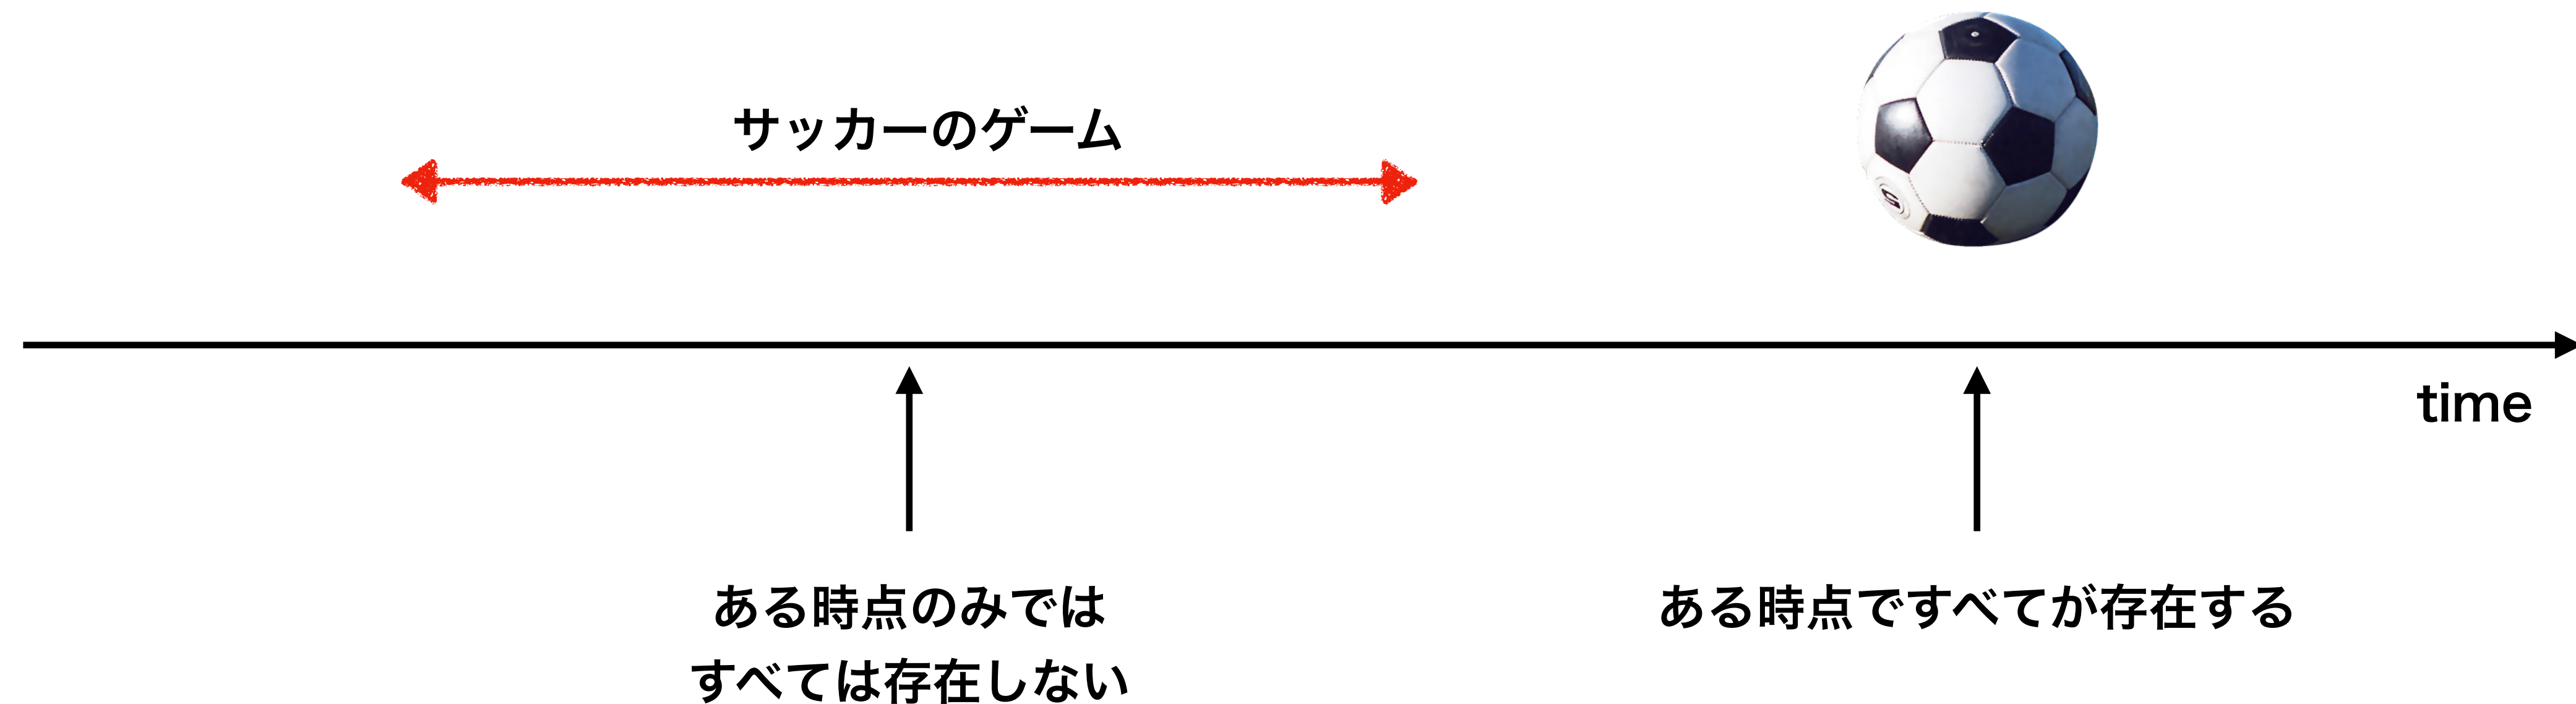 サッカーのゲーム
time
ある時点のみでは
すべては存在しない
ある時点ですべてが存在する